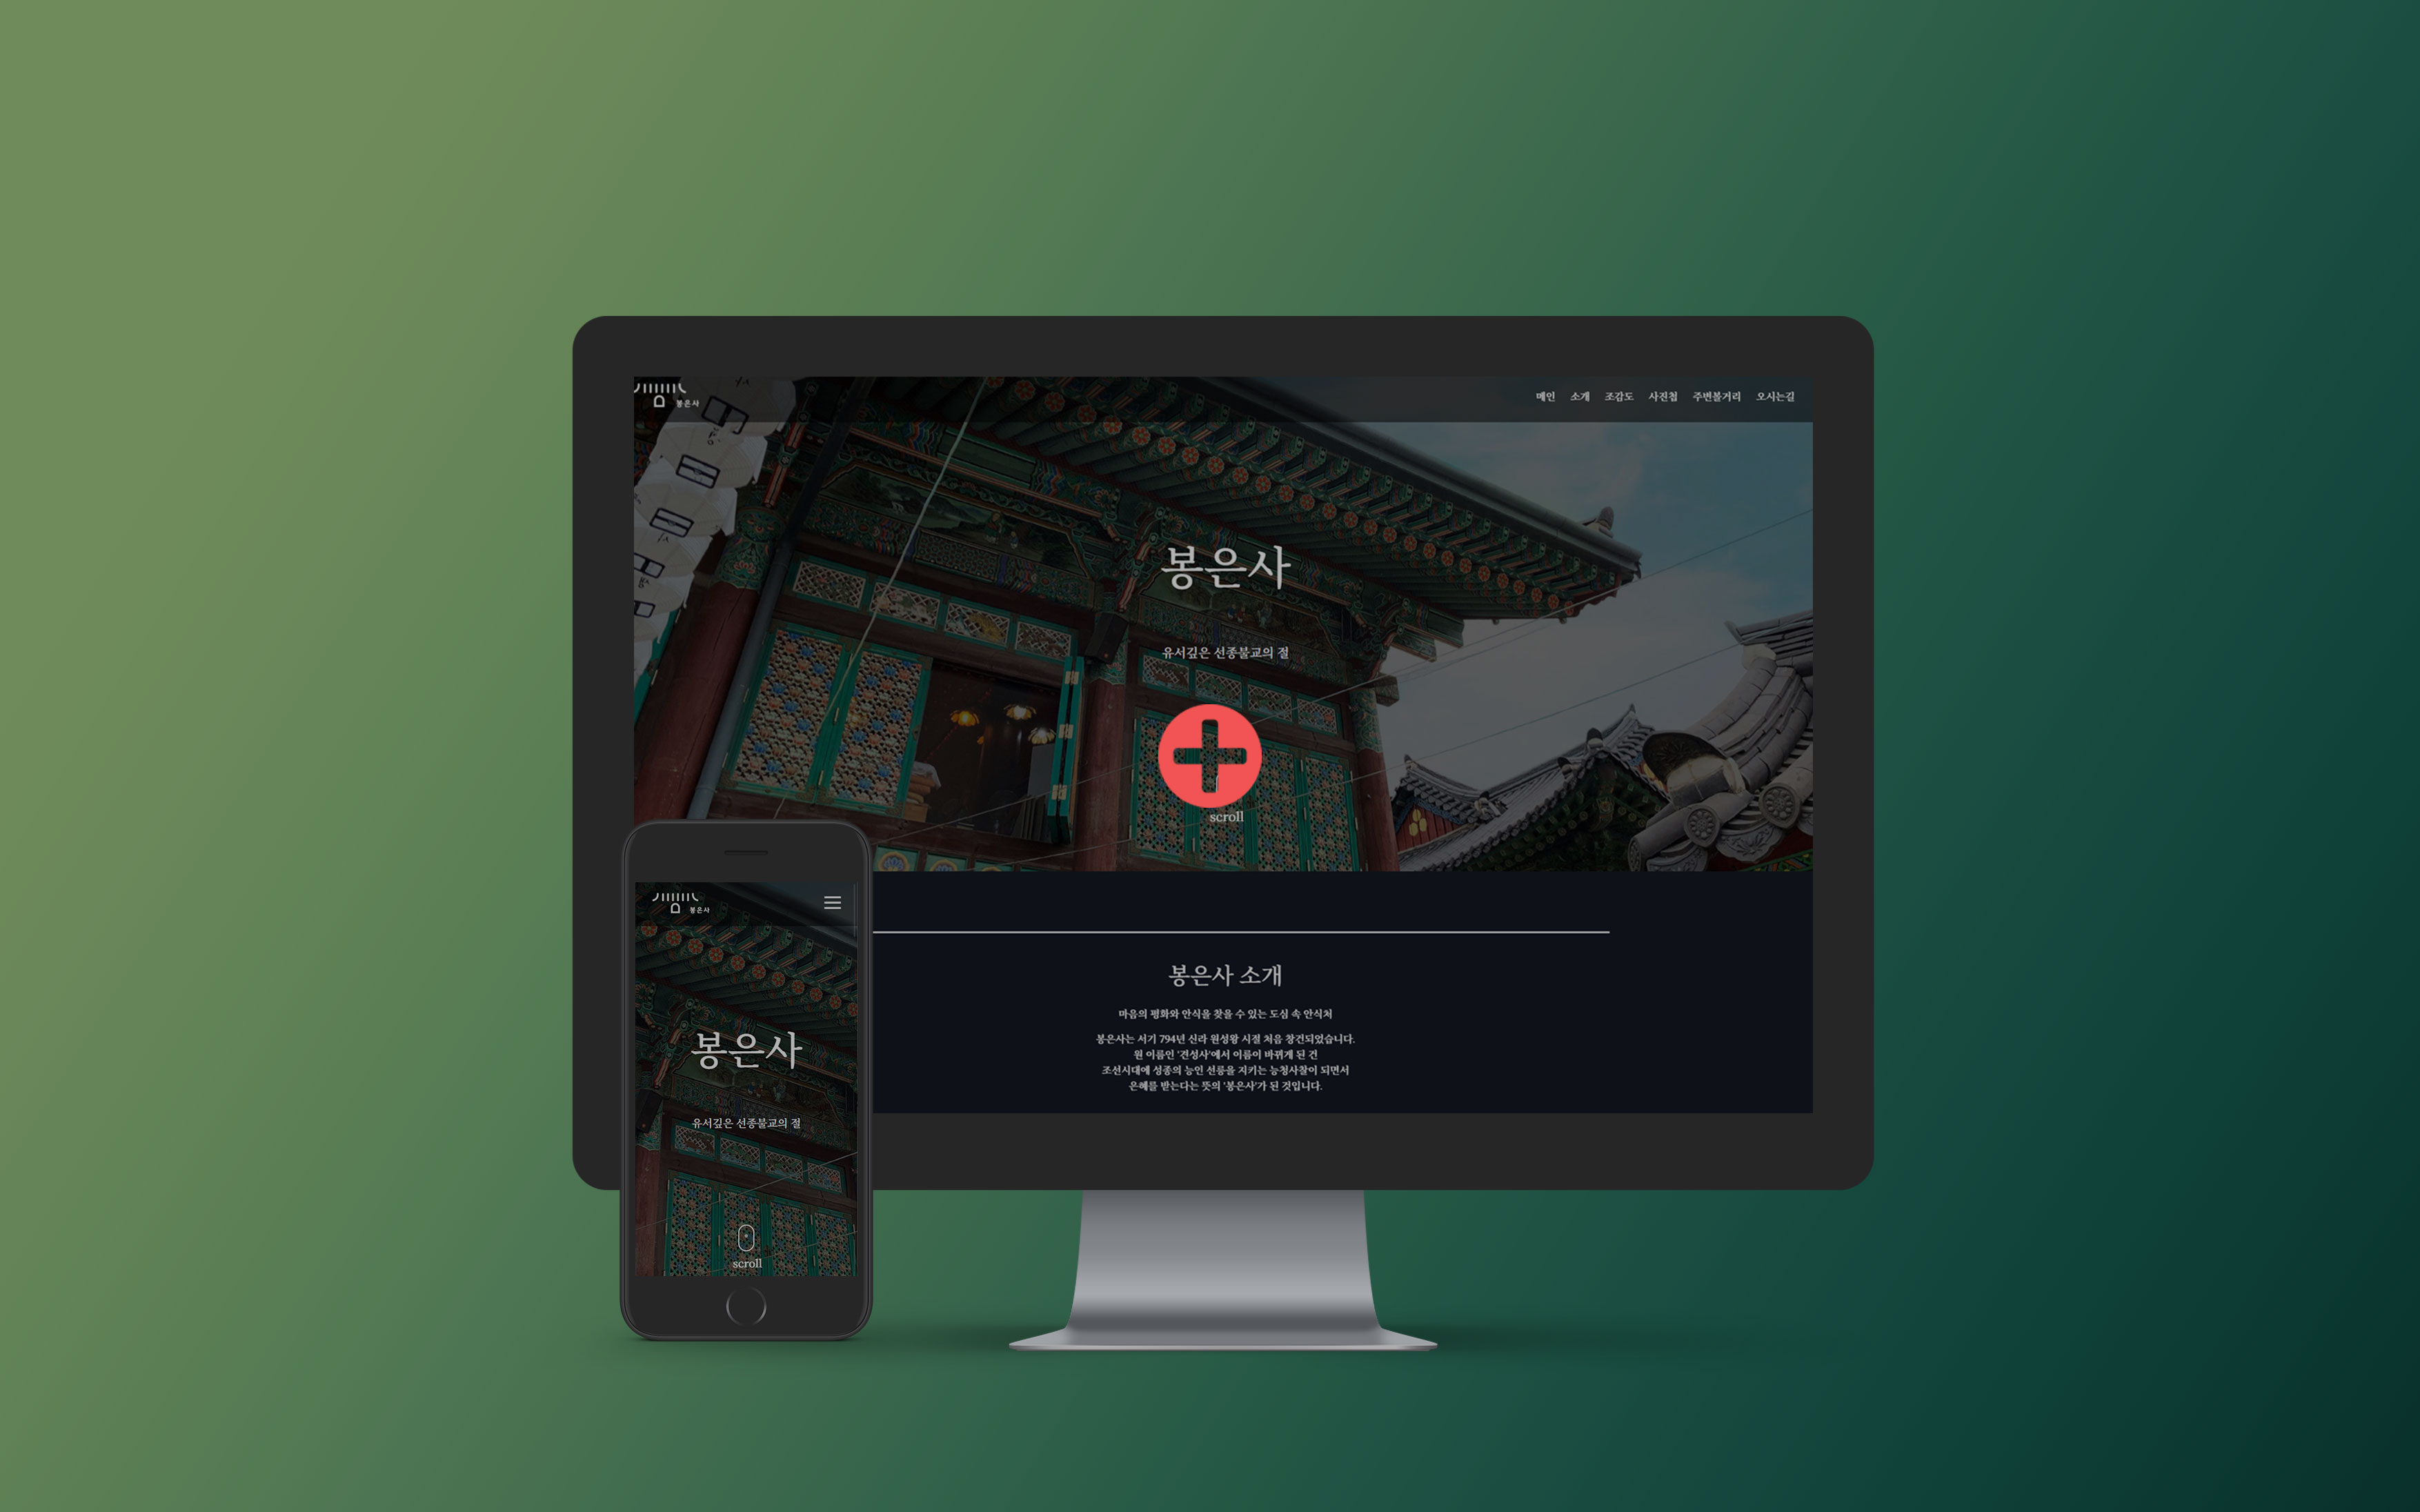 봉은사
메인 소개 조감도 사진첩 주변볼거리 오시는길
봉은사
유서깊은 선종불교의 절
scroll
봉은사 소개
마음의 평화와 안식을 찾을 수 있는 도심 속 안식처
봉은사는 서기 794년 신라 원성왕 시절 처음 창건되었습니다.
원 이름인 '견성사'에서 이름이 바뀌게 된 건
조선시대에 성종의 능인 선릉을 지키는 능침사찰이 되면서
은혜를 받는다는 뜻의 '봉은사'가 된 것입니다.
봉은사
봉은사
유서깊은 선종불교의 절
scroll